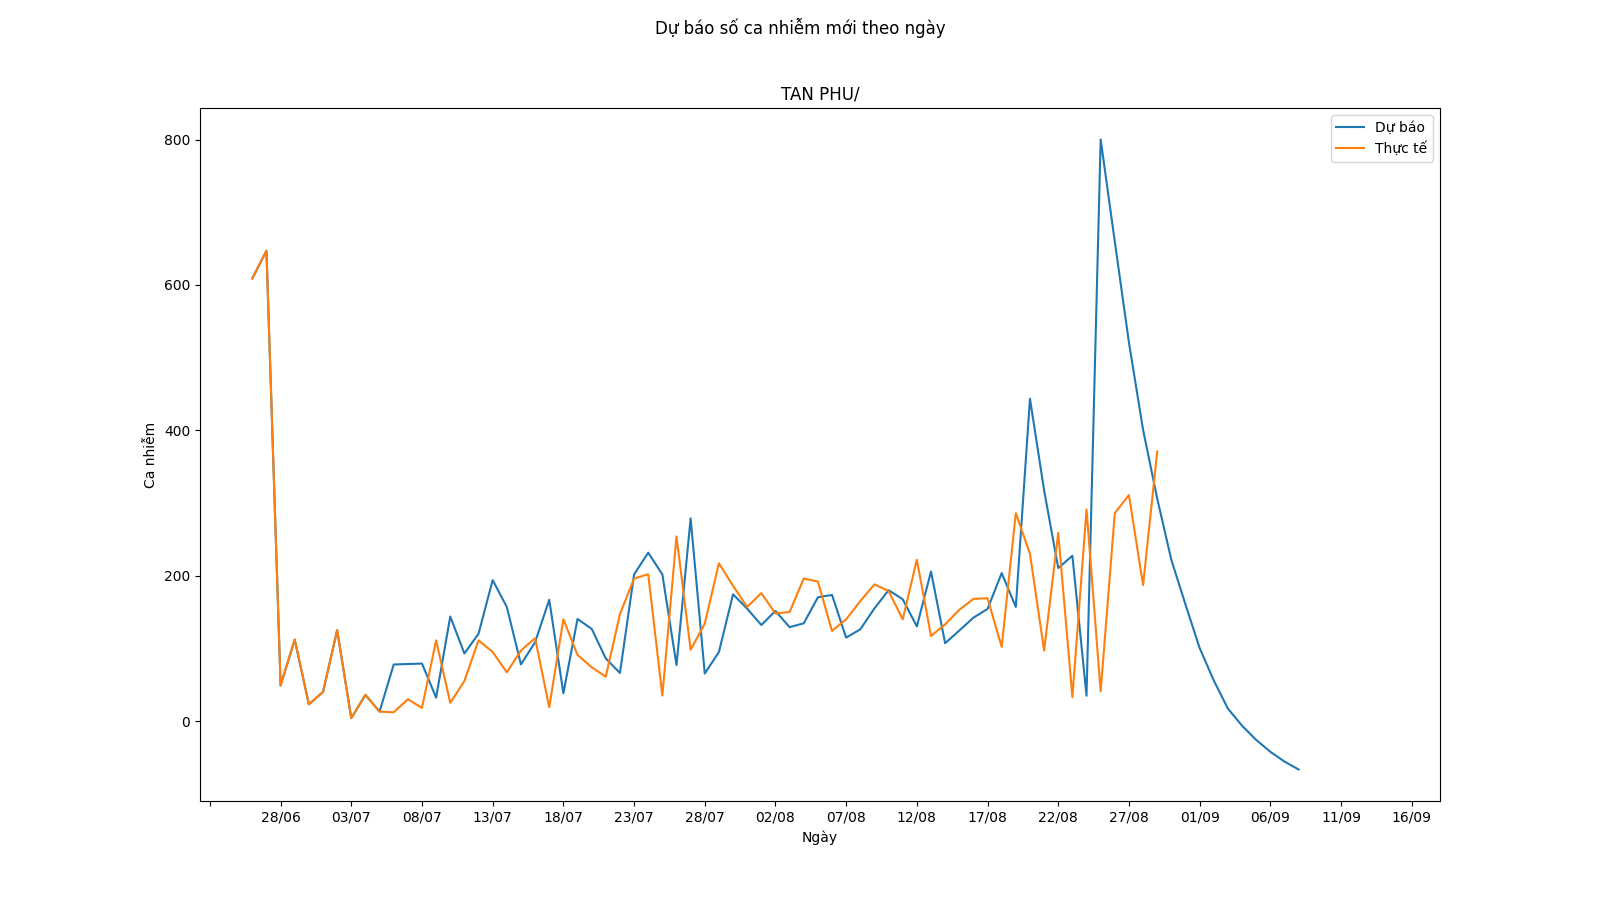 Dự báo số ca nhiễm mới theo ngày
TAN PHU/
Dự báo
Thực tế
800
600
400
200
0
Ca nhiễm
28/06 03/07 08/07 13/07 18/07 23/07 28/07 02/08 07/08 12/08 17/08 22/08 27/08 01/09 06/09 11/09 16/09
Ngày